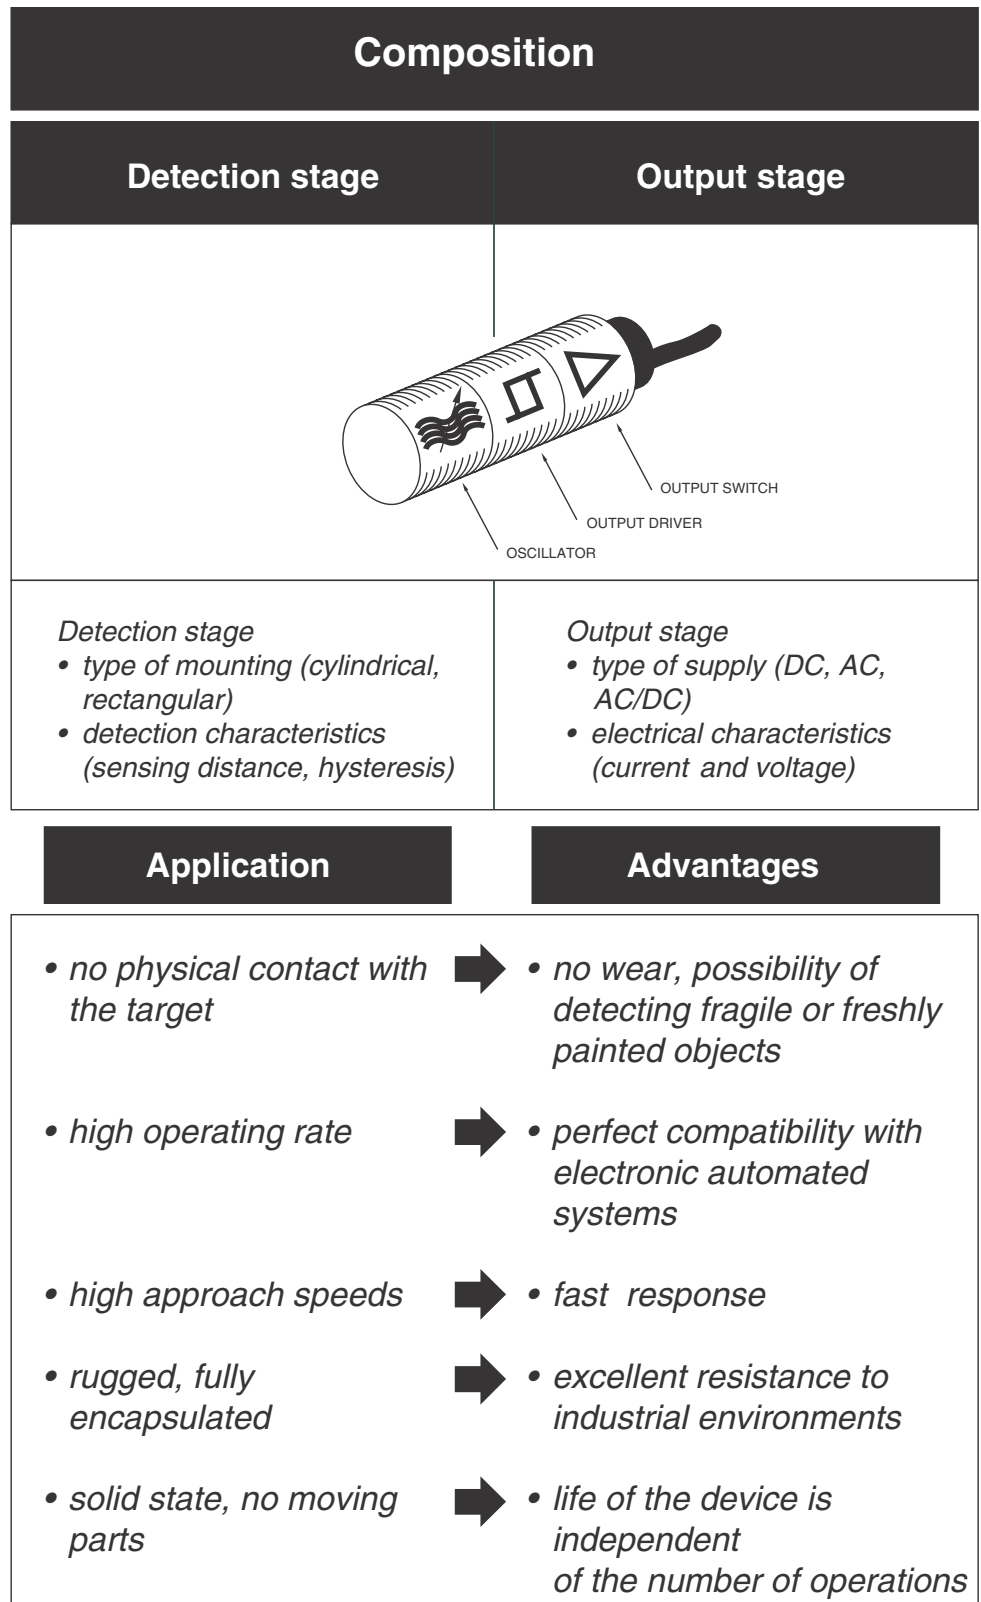 Composition
Detection stage
Output stage
OUTPUT SWITCH
OUTPUT DRIVER
OSCILLATOR
Detection stage
• type of mounting (cylindrical,
rectangular)
• detection characteristics
(sensing distance, hysteresis)
Output stage
• type of supply (DC, AC,
AC/DC)
• electrical characteristics
(current and voltage)
Application
Advantages
• no physical contact with
the target
• no wear, possibility of
detecting fragile or freshly
painted objects
• high operating rate
• perfect compatibility with
electronic automated
systems
• high approach speeds
• fast response
• rugged, fully
encapsulated
• excellent resistance to
industrial environments
• solid state, no moving
parts
• life of the device is
independent
of the number of operations